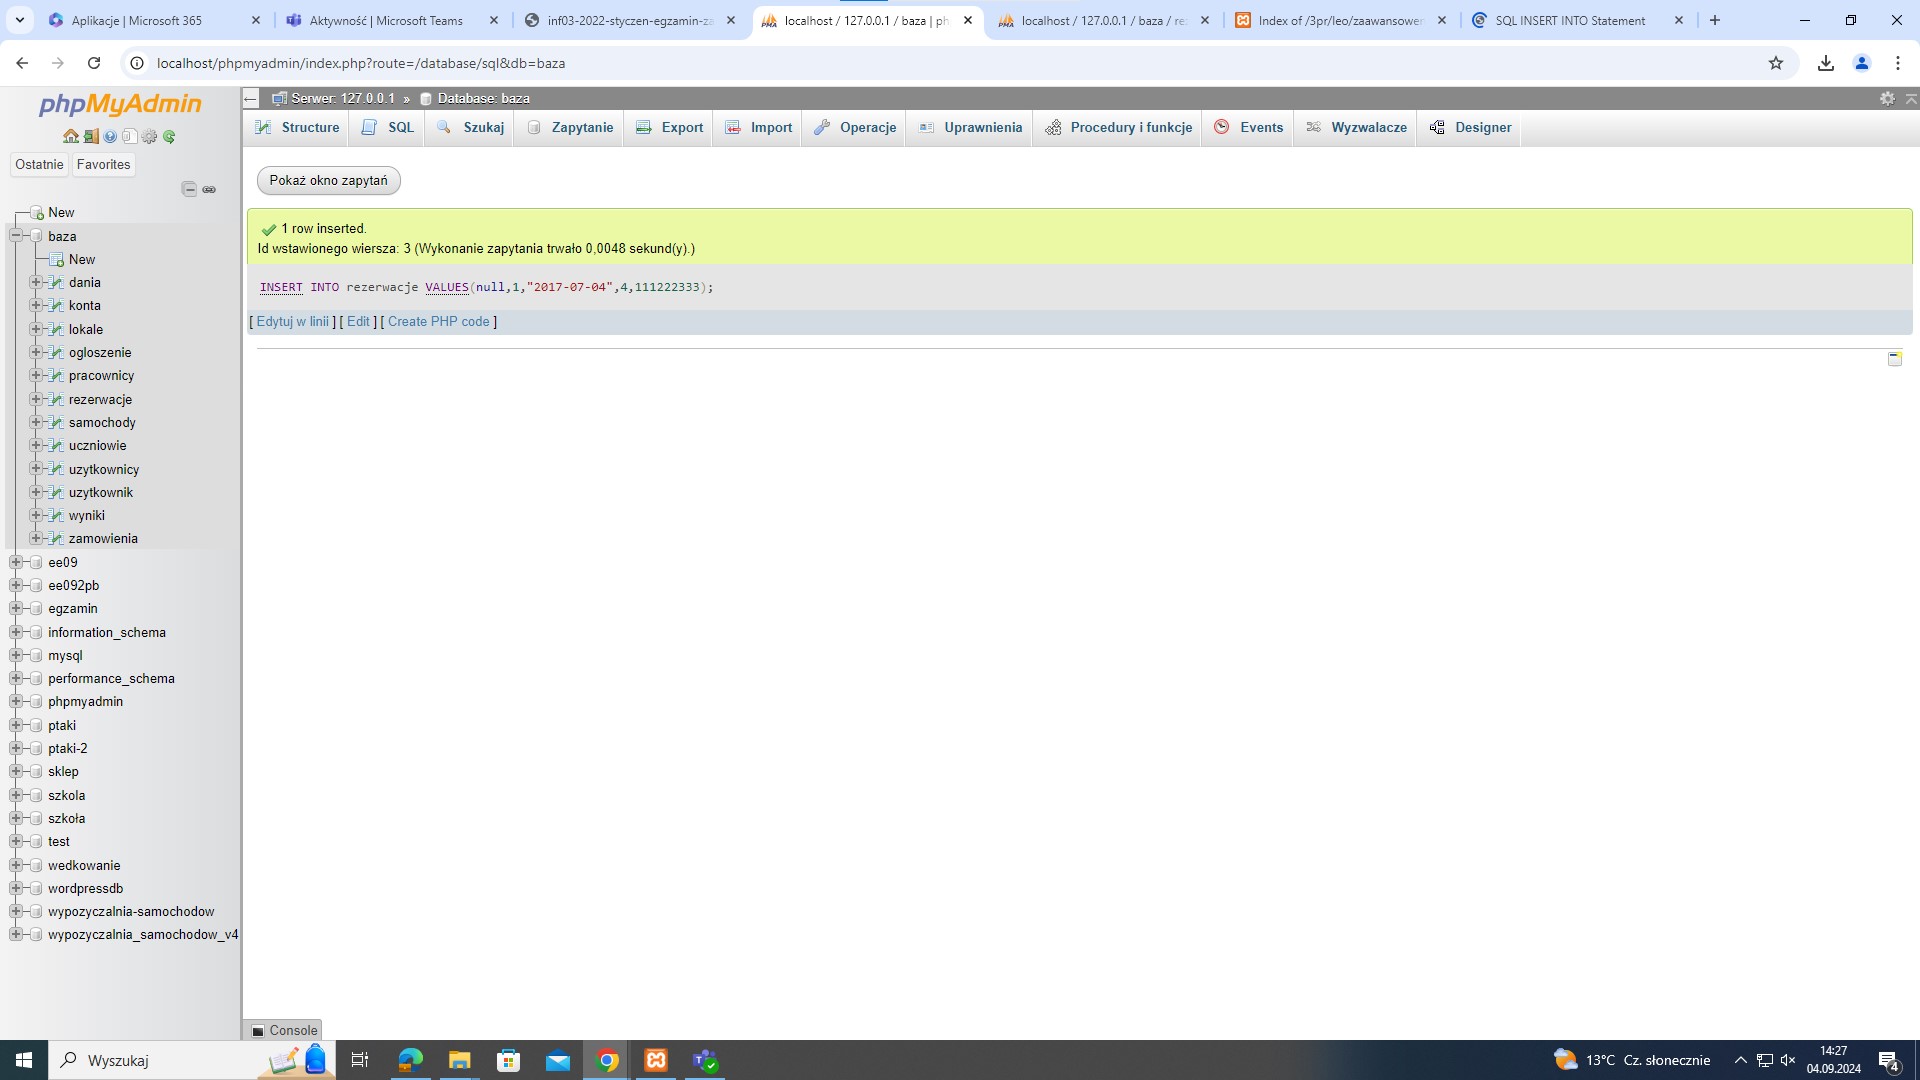 Aplikacje | Microsoft 365
Aktywność | Microsoft Teams
inf03-2022-styczen-egzamin-za
localhost / 127.0.0.1 / baza | ph
localhost / 127.0.0.1 / baza / re
Index of /3pr/leo/zaawansowen
SQL INSERT INTO Statement
localhost/phpmyadmin/index.php?route=/database/sql&db=baza
phpMyAdmin
Ostatnie
Favorites
New
baza
New
dania
konta
lokale
ogloszenie
pracownicy
rezerwacje
samochody
uczniowie
uzytkownicy
uzytkownik
wyniki
zamowienia
ee09
ee092pb
egzamin
information_schema
mysql
performance_schema
phpmyadmin
ptaki
ptaki-2
sklep
szkola
szkoła
test
wedkowanie
wordpressdb
wypozyczalnia-samochodow
wypozyczalnia_samochodow_v4
Serwer: 127.0.0.1 » Database: baza
Structure
SQL
Szukaj
Zapytanie
Export
Import
Operacje
Uprawnienia
Procedury i funkcje
Events
Wyzwalacze
Designer
Pokaż okno zapytań
1 row inserted.
Id wstawionego wiersza: 3 (Wykonanie zapytania trwało 0,0048 sekund(y).)
INSERT INTO rezerwacje VALUES(null,1,"2017-07-04",4,111222333);
[ Edytuj w linii ] [ Edit ] [ Create PHP code ]
Console
Wyszukaj
13°C Cz. słonecznie
14:27
04.09.2024
4